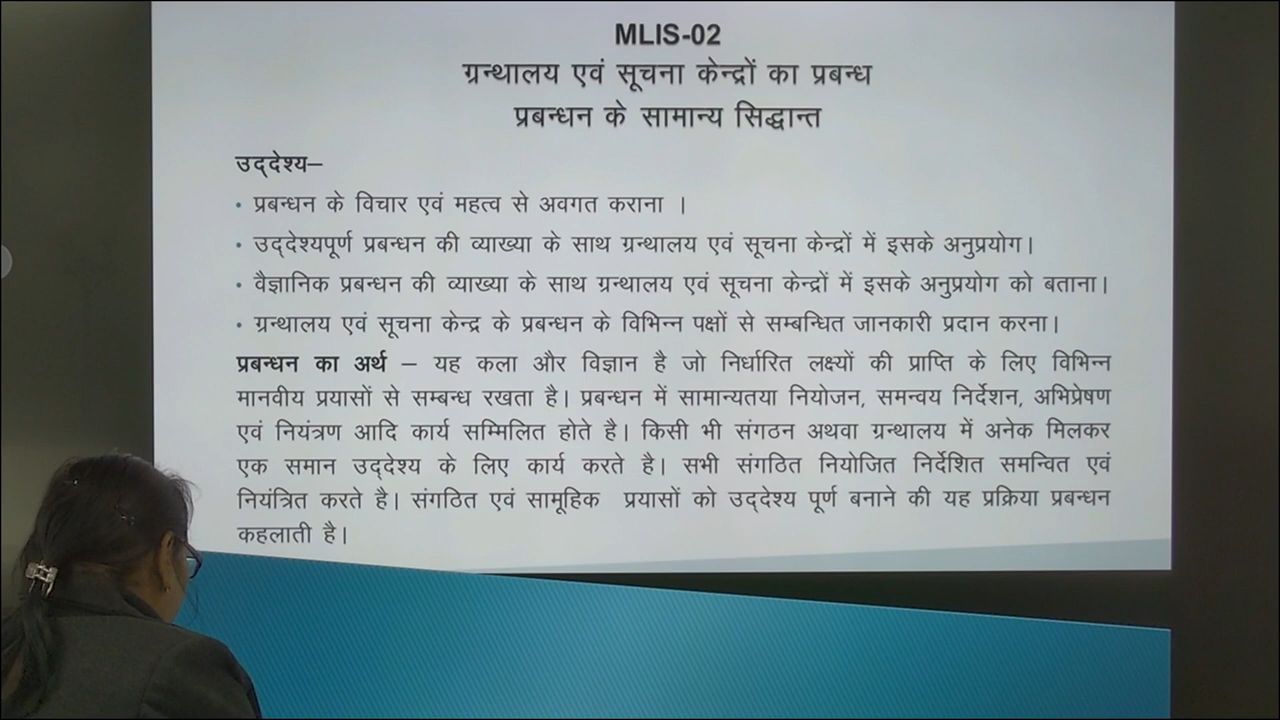 MLIS-02
ग्रन्थालय एवं सूचना केन्द्रों का प्रबन्ध
प्रबन्धन के सामान्य सिद्धान्त
उद्‌देश्य–
• प्रबन्धन के विचार एवं महत्व से अवगत कराना ।
• उद्‌देश्यपूर्ण प्रबन्धन की व्याख्या के साथ ग्रन्थालय एवं सूचना केन्द्रों में इसके अनुप्रयोग।
• वैज्ञानिक प्रबन्धन की व्याख्या के साथ ग्रन्थालय एवं सूचना केन्द्रों में इसके अनुप्रयोग को बताना।
• ग्रन्थालय एवं सूचना केन्द्र के प्रबन्धन के विभिन्न पक्षों से सम्बन्धित जानकारी प्रदान करना।
प्रबन्धन का अर्थ – यह कला और विज्ञान है जो निर्धारित लक्ष्यों की प्राप्ति के लिए विभिन्न
मानवीय प्रयासों से सम्बन्ध रखता है। प्रबन्धन में सामान्यतया नियोजन, समन्वय निर्देशन, अभिप्रेषण
एवं नियंत्रण आदि कार्य सम्मिलित होते है। किसी भी संगठन अथवा ग्रन्थालय में अनेक मिलकर
एक समान उद्‌देश्य के लिए कार्य करते है। सभी संगठित नियोजित निर्देशित समन्वित एवं
नियंत्रित करते है। संगठित एवं सामूहिक प्रयासों को उद्‌देश्य पूर्ण बनाने की यह प्रक्रिया प्रबन्धन
कहलाती है।